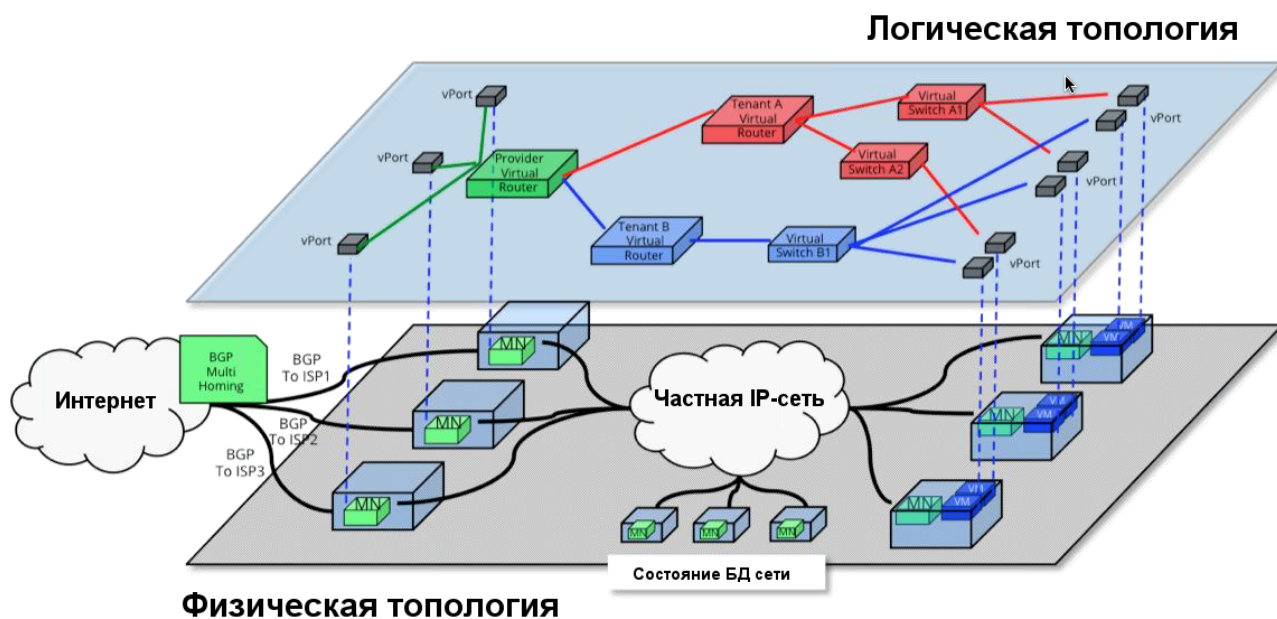 Логическая топология
vPort
vPort
vPort
Provider
Virtual
Router
Tenant A
Virtual
Router
Virtual
Switch A1
Virtual
Switch A2
Tenant B
Virtual
Router
Virtual
Switch B1
vPort
vPort
vPort
Интернет
BGP
Multi
Homing
BGP
To ISP1
BGP
To ISP2
BGP
To ISP3
MN
MN
MN
Частная IP-сеть
MN
VM
VM
MN
VM
VM
MN
VM
VM
MN
MN
MN
Состояние БД сети
Физическая топология